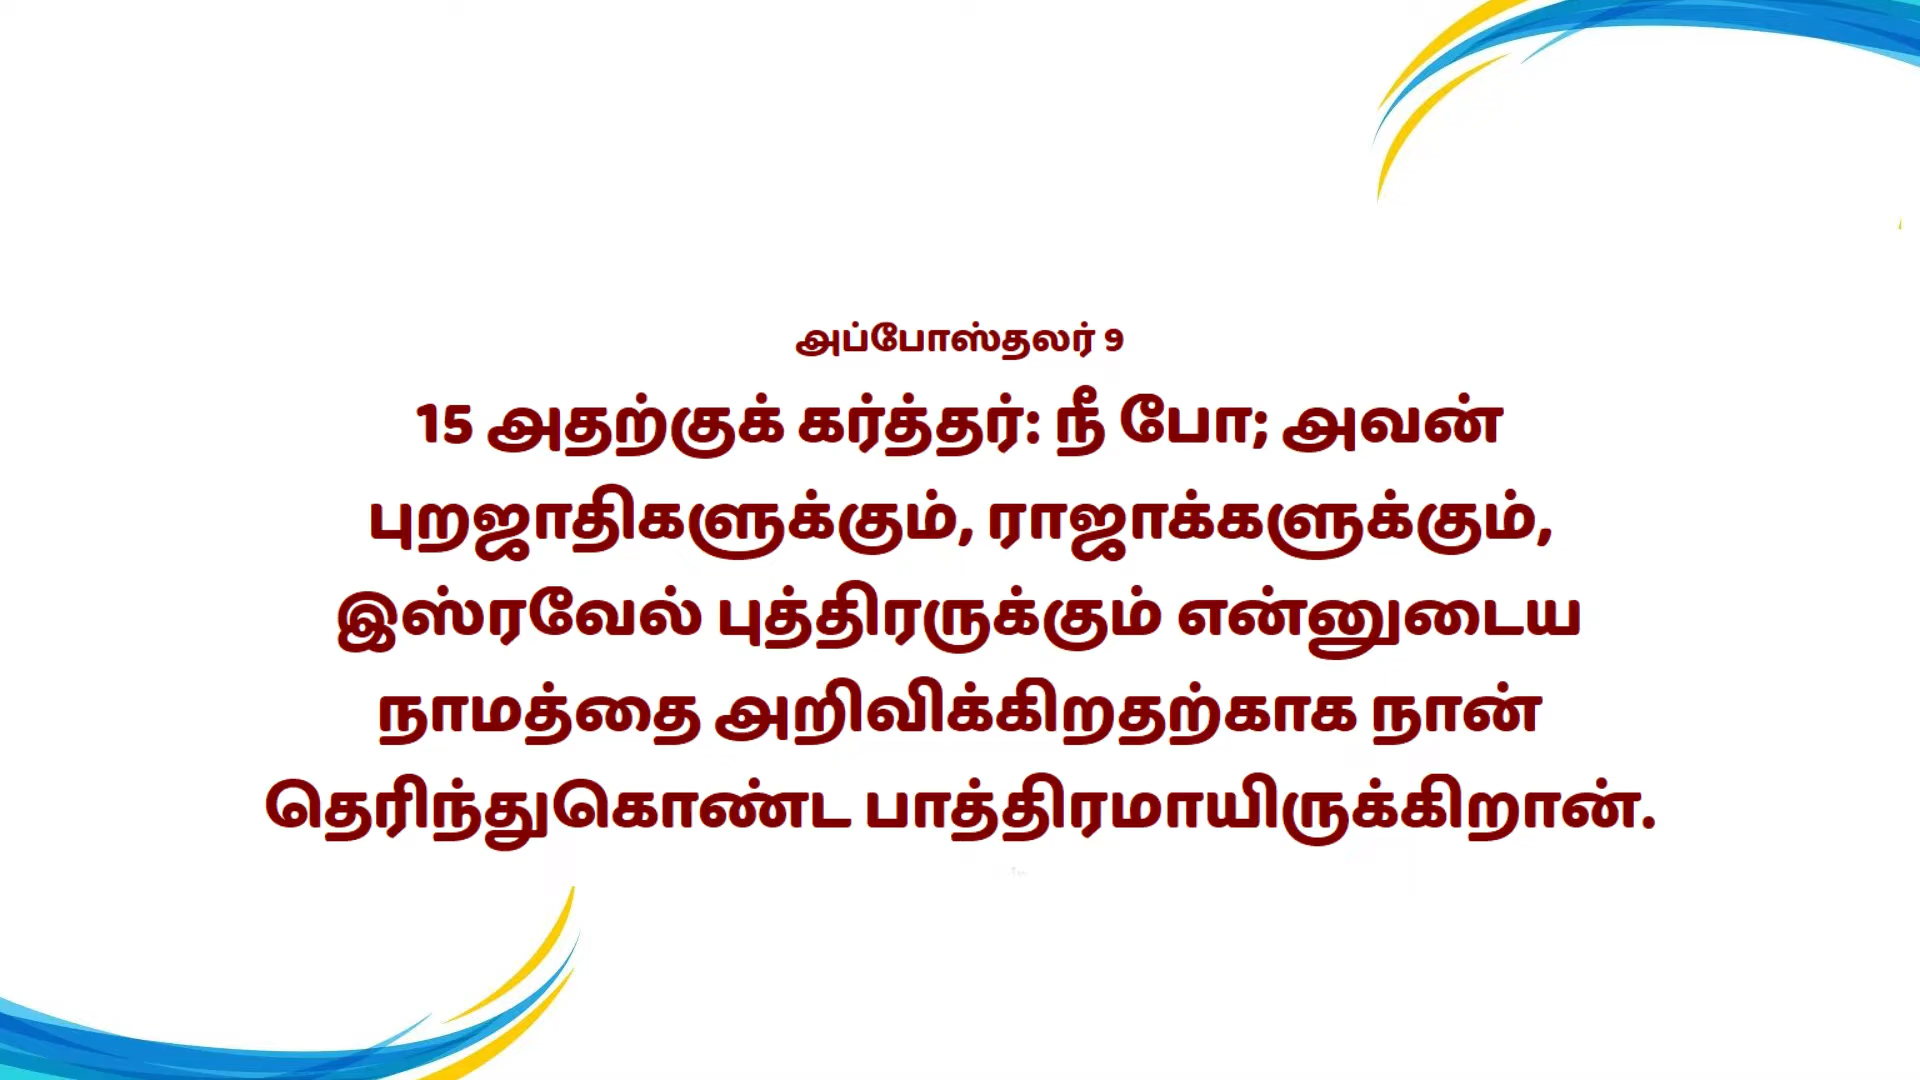 அப்போஸ்தலர் 9
15 அதற்குக் கர்த்தர்: நீ போ; அவன்
புறஜாதிகளுக்கும், ராஜாக்களுக்கும்,
இஸ்ரவேல் புத்திரருக்கும் என்னுடைய
நாமத்தை அறிவிக்கிறதற்காக நான்
தெரிந்துகொண்ட பாத்திரமாயிருக்கிறான்.